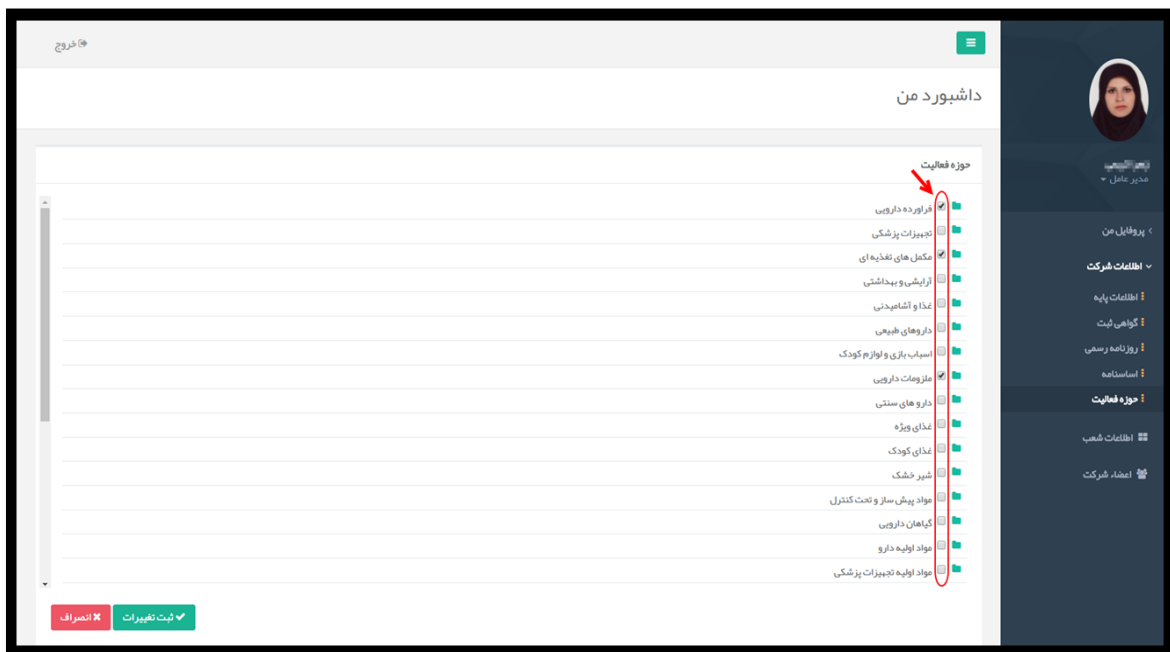 خروج
داشبورد من
مدیر عامل
پروفایل من
اطلاعات شرکت
اطلاعات پایه
گواهی ثبت
روزنامه رسمی
اساسنامه
حوزه فعالیت
اطلاعات شعب
اعضاء شرکت
حوزه فعالیت
فراورده دارویی
تجهیزات پزشکی
مکمل های تغذیه ای
آرایشی و بهداشتی
غذا و آشامیدنی
داروهای طبیعی
اسباب بازی و لوازم کودک
ملزومات دارویی
دارو های سنتی
غذای ویژه
غذای کودک
شیر خشک
مواد پیش ساز و تحت کنترل
گیاهان دارویی
مواد اولیه دارو
مواد اولیه تجهیزات پزشکی
ثبت تغییرات
انصراف